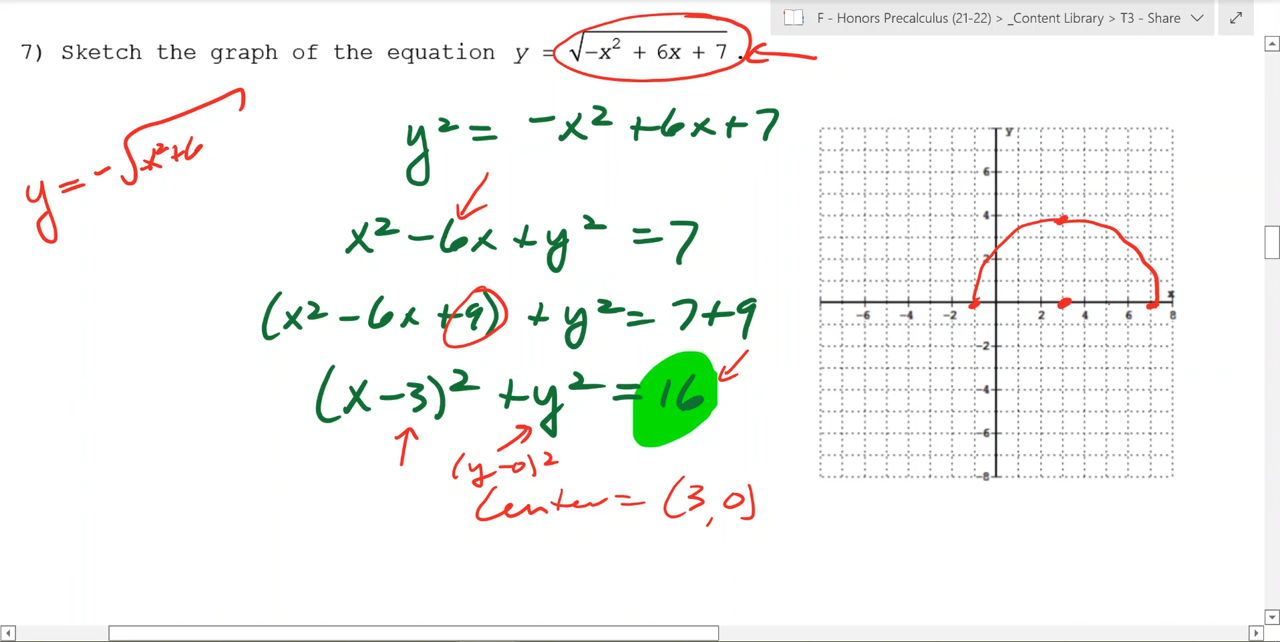 F - Honors Precalculus (21-22) > _Content Library > T3 - Share
7) Sketch the graph of the equation y = √(-x² + 6x + 7) .
y = -√(x²+6
y² = -x² +6x+7
x² -6x +y² =7
(x² -6x +9) +y² = 7+9
(x-3)² +y² = 16
(y-0)²
Center = (3,0)
y
6
4
2
-6 -4 -2 2 4 6 8
x
-2
-4
-6
-8